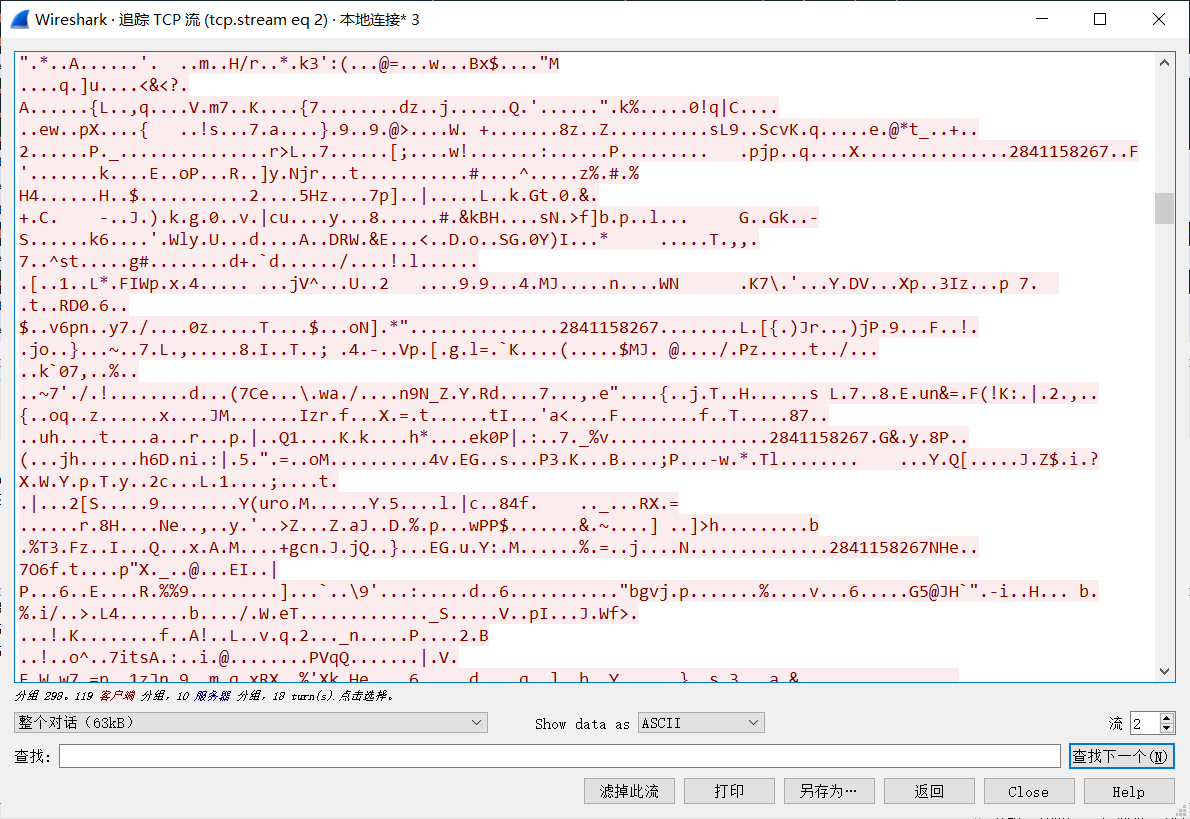 Wireshark · 追踪 TCP 流 (tcp.stream eq 2) · 本地连接* 3
".*..A......'.  ..m..H/r..*.k3':(...@=...w...Bx$...."M
....q.]u....<&<?.
A......{L..,q....V.m7..K....{7........dz..j......Q.'......".k%.....0!q|C....
..ew..pX....{   ..!s...7.a....}.9..9.@>....W. +.......8z..Z..........sL9..ScvK.q.....e.@*t_..+..
2......P._...............r>L..7......[;....w!.......:......P.........   .pjp..q....X...............2841158267..F
'.......k....E..oP...R..]y.Njr...t...........#....^.....z%.#.%
H4......H..$...........2....5Hz....7p]..|.....L..k.Gt.0.&.
+.C.    -..J.).k.g.0..v.|cu....y...8......#.&kBH....sN.>f]b.p..l...     G..Gk..-
S......k6....'.Wly.U...d....A..DRW.&E...<..D.o..SG.0Y)I...*     .....T.,,.
7..^st.....g#........d+.`d....../....!.l......
.[..1..L*.FIWp.x.4..... ...jV^...U..2   ....9.9...4.MJ.....n....WN      .K7\.'...Y.DV...Xp..3Iz...p 7.
.t..RD0.6..
$..v6pn..y7./....0z.....T....$...oN].*"...............2841158267........L.[{.)Jr...)jP.9...F..!.
.jo..}...~..7.L.,.....8.I..T..; .4.-..Vp.[.g.l=.`K....(.....$MJ. @..../.Pz.....t../...
..k`07,..%..
..~7'./.!........d...(7Ce...\.wa./....n9N_Z.Y.Rd....7...,.e"....{..j.T..H......s L.7..8.E.un&=.F(!K:.|.2.,..
{..oq..z......x....JM.......Izr.f...X.=.t......tI...'a<....F........f..T.....87..
..uh....t....a...r...p.|..Q1....K.k....h*....ek0P|.:..7._%v................2841158267.G&.y.8P..
(...jh......h6D.ni.:|.5.".=..oM..........4v.EG..s...P3.K...B....;P...-w.*.Tl........    ...Y.Q[.....J.Z$.i.?
X.W.Y.p.T.y..2c...L.1....;....t.
.|...2[S.....9........Y(uro.M......Y.5....l.|c..84f.    .._...RX.=
......r.8H....Ne..,..y.'..>Z...Z.aJ..D.%.p...wPP$.......&.~....] ..]>h.........b
.%T3.Fz..I...Q...x.A.M....+gcn.J.jQ..}...EG.u.Y:.M......%.=..j....N..............2841158267NHe..
7O6f.t....p"X._..@...EI..|
P...6..E....R.%%9.........]...`..\9'...:.....d..6..........."bgvj.p.......%....v...6.....G5@JH`".-i..H... b.
%.i/..>.L4.......b..../.W.eT............._S.....V..pI...J.Wf>.
...!.K........f..A!..L..v.q.2..._n.....P....2.B
..!..o^..7itsA.:..i.@........PVqQ.......|.V.
分组 298。119 客户端 分组, 10 服务器 分组, 18 turn(s).点击选择。
整个对话 (63kB)
Show data as ASCII
流 2
查找:
查找下一个(N)
滤掉此流 打印 另存为… 返回 Close Help